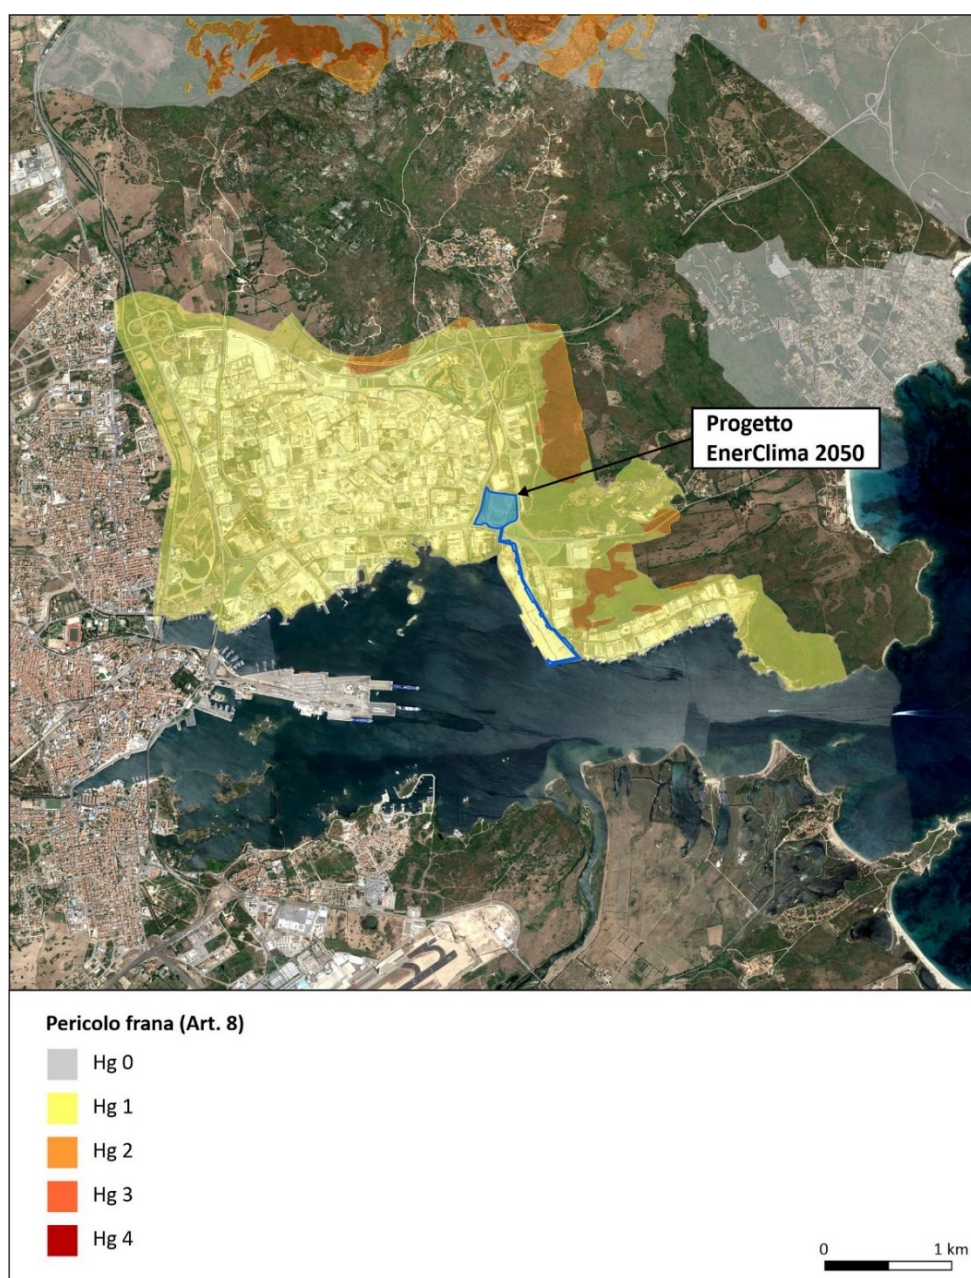 Progetto
EnerClima 2050
Pericolo frana (Art. 8)
Hg 0
Hg 1
Hg 2
Hg 3
Hg 4
0 1 km